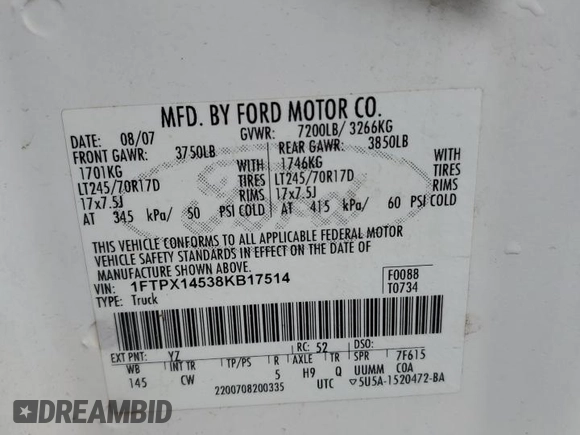 MFD. BY FORD MOTOR CO.
DATE: 08/07 GVWR: 7200LB/ 3266KG
FRONT GAWR: 3750LB REAR GAWR: 3850LB
1701KG WITH 1746KG WITH
LT245/70R17D TIRES LT245/70R17D TIRES
17x7.5J RIMS 17x7.5J RIMS
AT 345 kPa/ 50 PSI COLD AT 415 kPa/ 60 PSI COLD
THIS VEHICLE CONFORMS TO ALL APPLICABLE FEDERAL MOTOR
VEHICLE SAFETY STANDARDS IN EFFECT ON THE DATE OF
MANUFACTURE SHOWN ABOVE.
VIN: 1FTPX14538KB17514 F0088
TYPE: Truck T0734
EXT PNT: YZ RC: 52 DSO:
WB INT TR TP/PS R AXLE TR SPR 7F615
145 CW 5 H9 Q UUMM COA
2200708200335 UTC ▽5U5A-1520472-BA
DREAMBID